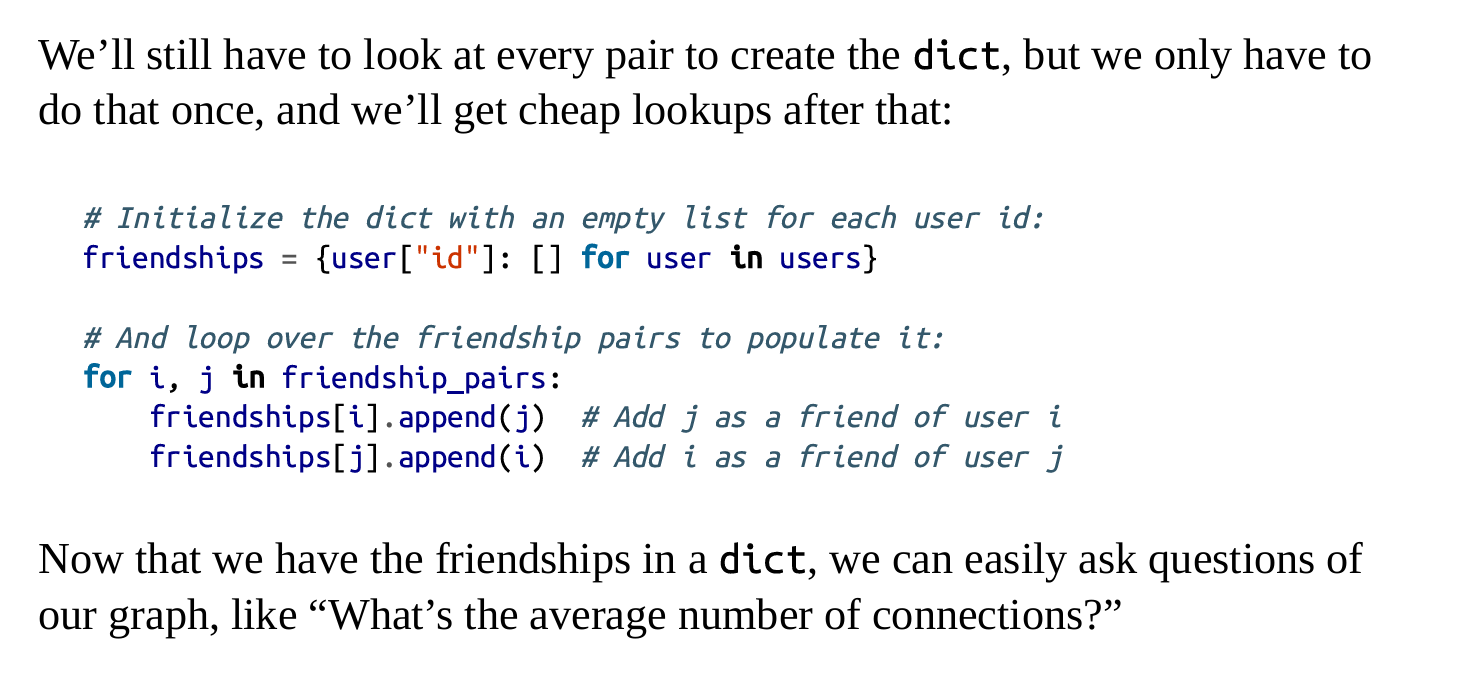 We’ll still have to look at every pair to create the dict, but we only have to
do that once, and we’ll get cheap lookups after that:
# Initialize the dict with an empty list for each user id:
friendships = {user["id"]: [] for user in users}
# And loop over the friendship pairs to populate it:
for i, j in friendship_pairs:
    friendships[i].append(j)  # Add j as a friend of user i
    friendships[j].append(i)  # Add i as a friend of user j
Now that we have the friendships in a dict, we can easily ask questions of
our graph, like “What’s the average number of connections?”